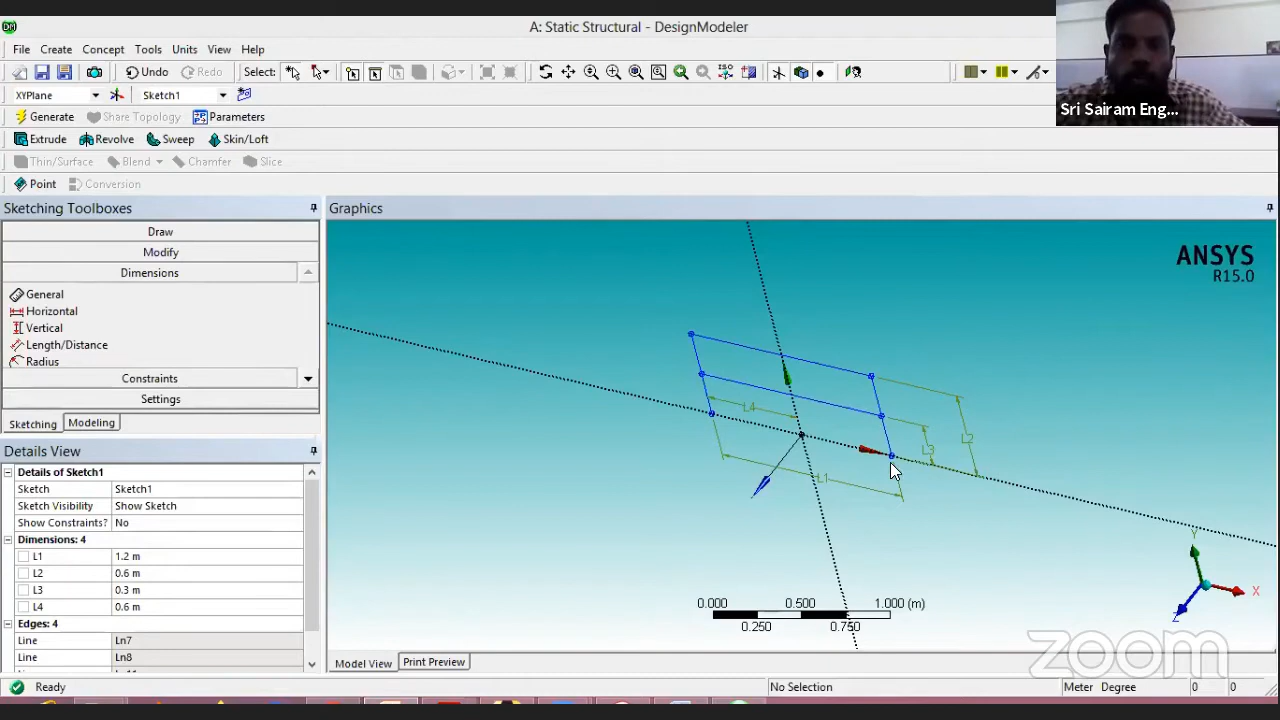 A: Static Structural - DesignModeler
File Create Concept Tools Units View Help
Undo Redo Select:
XYPlane Sketch1
Generate Share Topology Parameters
Extrude Revolve Sweep Skin/Loft
Thin/Surface Blend Chamfer Slice
Point Conversion
Sri Sairam Eng...
Sketching Toolboxes
Draw
Modify
Dimensions
General
Horizontal
Vertical
Length/Distance
Radius
Constraints
Settings
Sketching Modeling
Details View
Details of Sketch1
Sketch Sketch1
Sketch Visibility Show Sketch
Show Constraints? No
Dimensions: 4
L1 1.2 m
L2 0.6 m
L3 0.3 m
L4 0.6 m
Edges: 4
Line Ln7
Line Ln8
Graphics
ANSYS
R15.0
L4
L2
L3
L1
Y
X
Z
0.000 0.500 1.000 (m)
0.250 0.750
zoom
Model View Print Preview
Ready No Selection Meter Degree 0 0